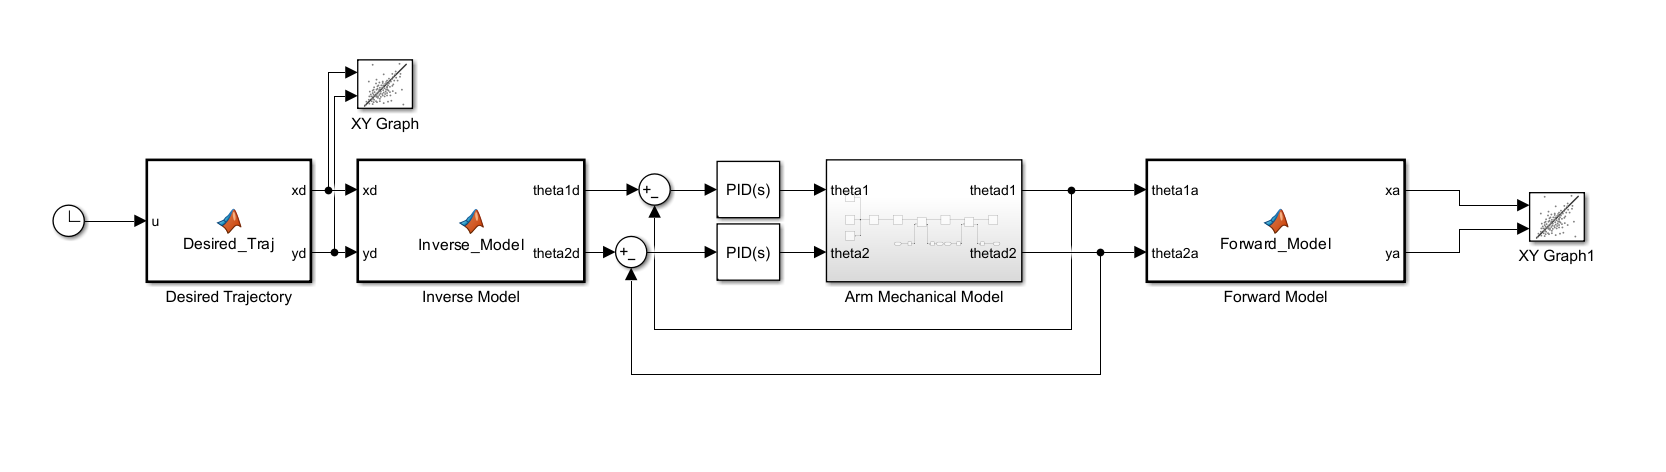 XY Graph
xd
xd
theta1d
+
−
PID(s)
theta1
thetad1
theta1a
xa
u
Desired_Traj
Inverse_Model
Forward_Model
yd
yd
theta2d
+
−
PID(s)
theta2
thetad2
theta2a
ya
XY Graph1
Desired Trajectory
Inverse Model
Arm Mechanical Model
Forward Model